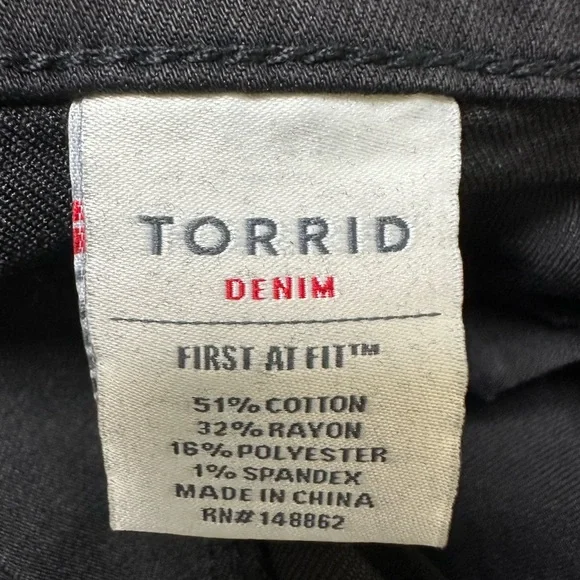 TORRID
DENIM
FIRST AT FIT™
51% COTTON
32% RAYON
16% POLYESTER
1% SPANDEX
MADE IN CHINA
RN# 148862